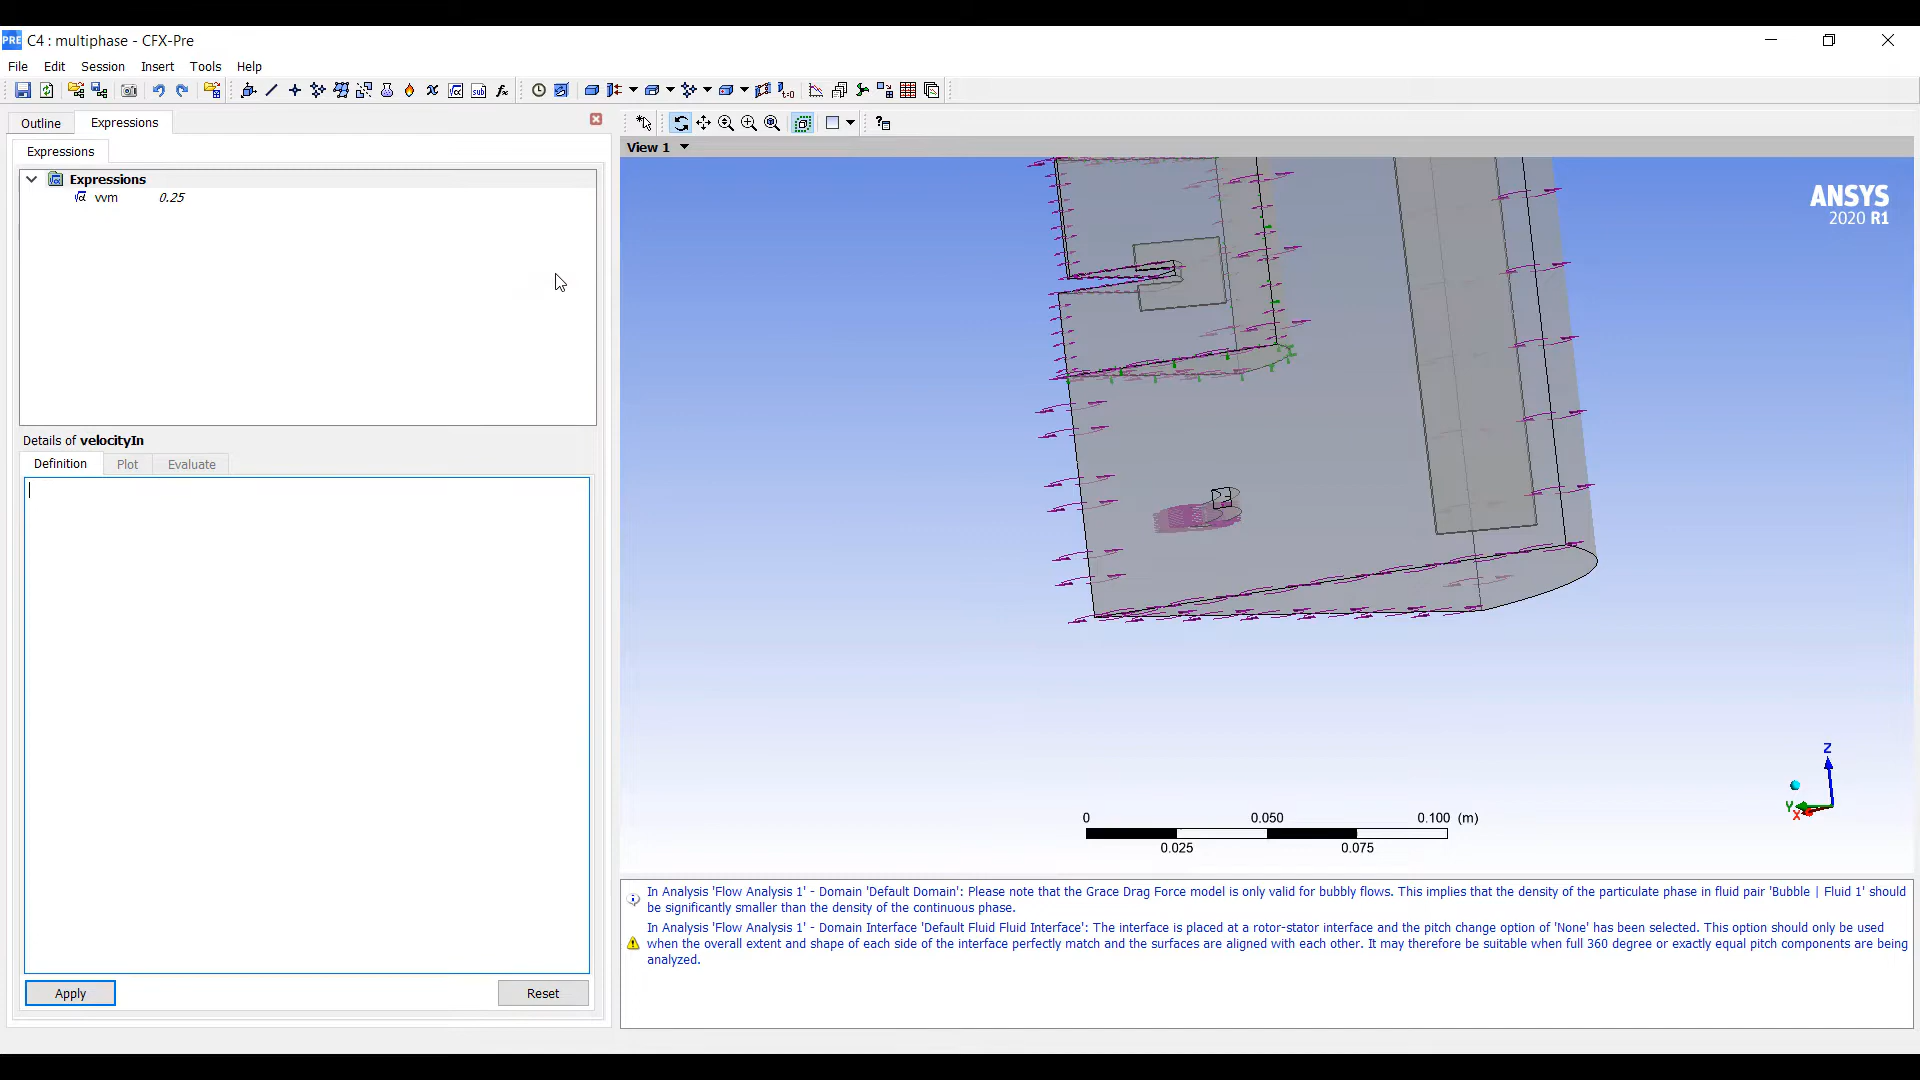 C4 : multiphase - CFX-Pre
File Edit Session Insert Tools Help
Outline Expressions
Expressions
View 1
Expressions
vvm 0.25
ANSYS
2020 R1
Details of velocityIn
Definition Plot Evaluate
Z
Y
X
0 0.050 0.100 (m)
0.025 0.075
In Analysis 'Flow Analysis 1' - Domain 'Default Domain': Please note that the Grace Drag Force model is only valid for bubbly flows. This implies that the density of the particulate phase in fluid pair 'Bubble | Fluid 1' should
be significantly smaller than the density of the continuous phase.
In Analysis 'Flow Analysis 1' - Domain Interface 'Default Fluid Fluid Interface': The interface is placed at a rotor-stator interface and the pitch change option of 'None' has been selected. This option should only be used
when the overall extent and shape of each side of the interface perfectly match and the surfaces are aligned with each other. It may therefore be suitable when full 360 degree or exactly equal pitch components are being
analyzed.
Apply Reset